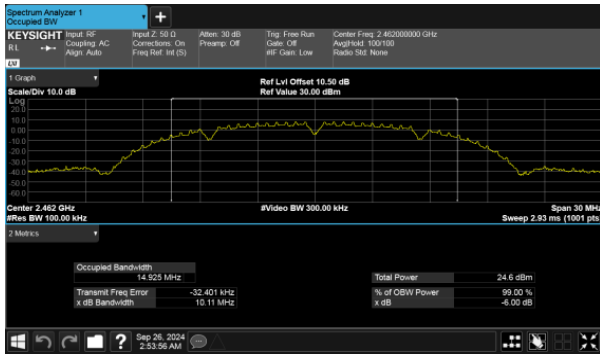 Spectrum Analyzer 1
Occupied BW
KEYSIGHT
RL
LXI
Input: RF
Coupling: AC
Align: Auto
Input Z: 50 Ω
Corrections: On
Freq Ref: Int (S)
Atten: 30 dB
Preamp: Off
Trig: Free Run
Gate: Off
#IF Gain: Low
Center Freq: 2.462000000 GHz
Avg|Hold: 100/100
Radio Std: None
1 Graph
Scale/Div 10.0 dB
Ref Lvl Offset 10.50 dB
Ref Value 30.00 dBm
Log
20.0
10.0
0.00
-10.0
-20.0
-30.0
-40.0
-50.0
-60.0
Center 2.462 GHz
#Res BW 100.00 kHz
#Video BW 300.00 kHz
Span 30 MHz
Sweep 2.93 ms (1001 pts
2 Metrics
Occupied Bandwidth
14.925 MHz
Total Power 24.6 dBm
Transmit Freq Error -32.401 kHz
% of OBW Power 99.00 %
x dB Bandwidth 10.11 MHz
x dB -6.00 dB
?
Sep 26, 2024
2:53:56 AM